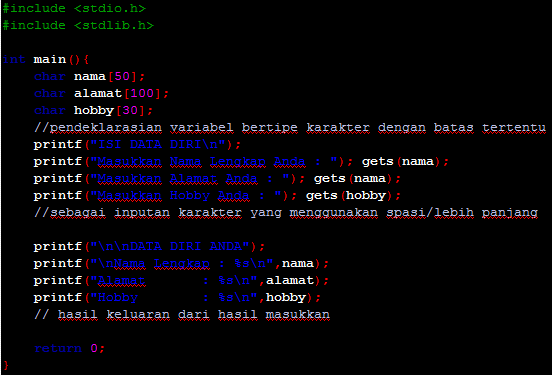 #include <stdio.h>
#include <stdlib.h>
int main(){
char nama[50];
char alamat[100];
char hobby[30];
//pendeklarasian variabel bertipe karakter dengan batas tertentu
printf("ISI DATA DIRI\n");
printf("Masukkan Nama Lengkap Anda : "); gets(nama);
printf("Masukkan Alamat Anda : "); gets(nama);
printf("Masukkan Hobby Anda : "); gets(hobby);
//sebagai inputan karakter yang menggunakan spasi/lebih panjang
printf("\n\nDATA DIRI ANDA");
printf("\nNama Lengkap : %s\n",nama);
printf("Alamat       : %s\n",alamat);
printf("Hobby        : %s\n",hobby);
// hasil keluaran dari hasil masukkan
return 0;
}